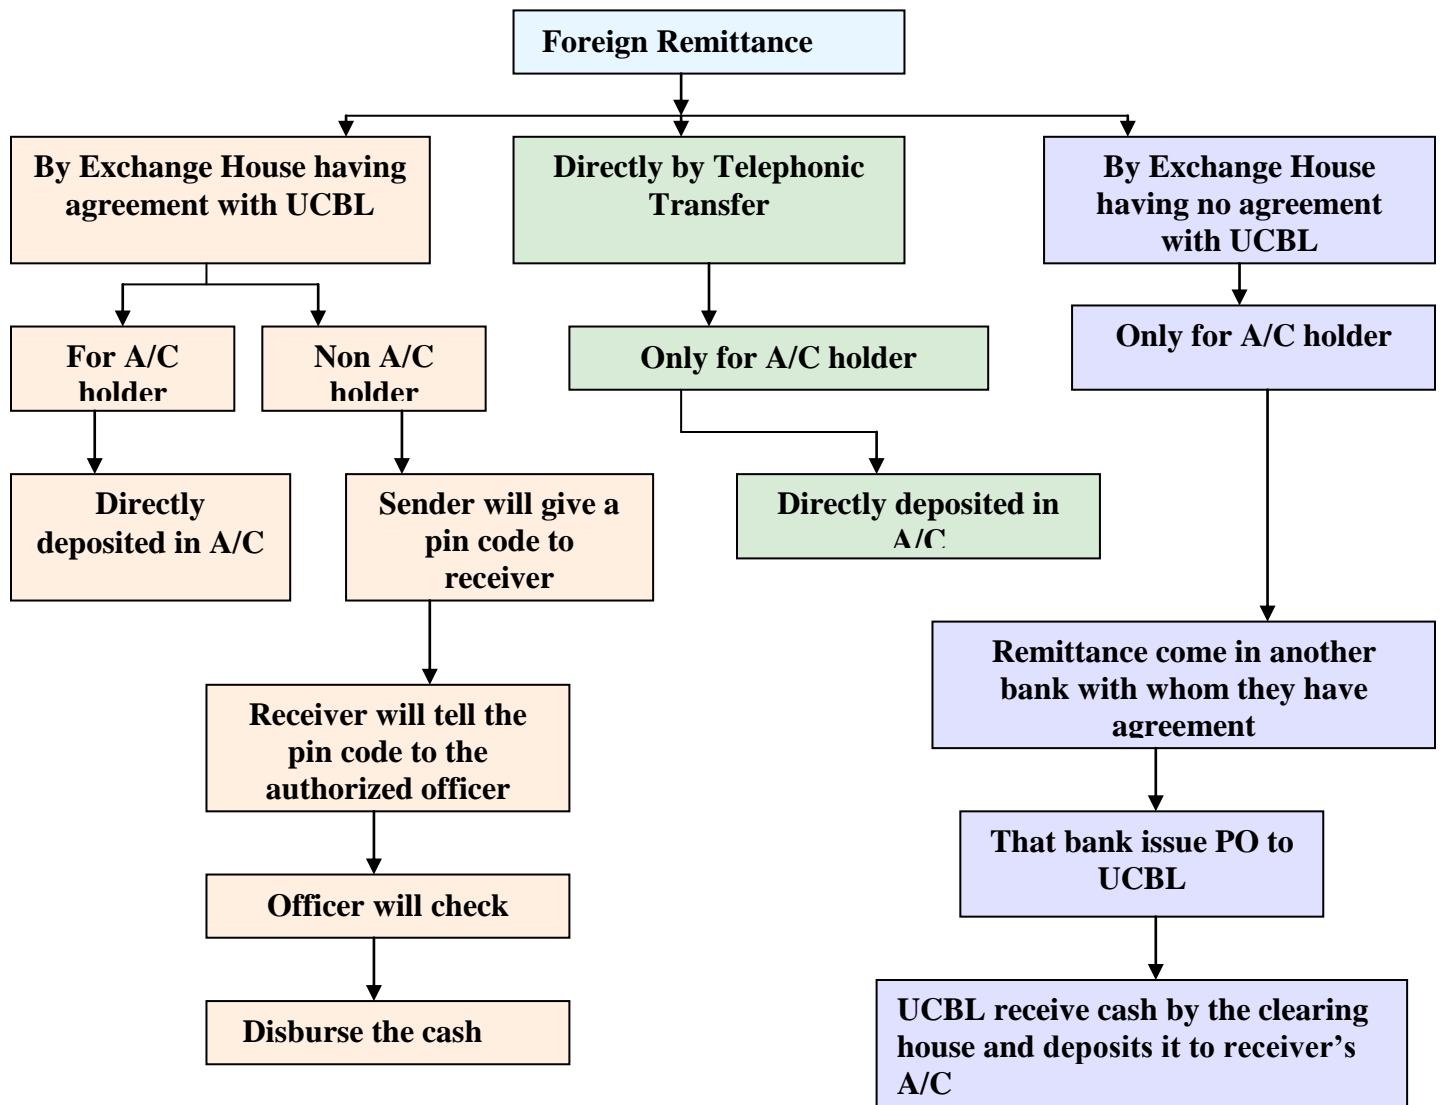 Foreign Remittance
By Exchange House having
agreement with UCBL
Directly by Telephonic
Transfer
By Exchange House
having no agreement
with UCBL
For A/C
holder
Non A/C
holder
Only for A/C holder
Only for A/C holder
Directly
deposited in A/C
Sender will give a
pin code to
receiver
Directly deposited in
A/C
Receiver will tell the
pin code to the
authorized officer
Officer will check
Disburse the cash
Remittance come in another
bank with whom they have
agreement
That bank issue PO to
UCBL
UCBL receive cash by the clearing
house and deposits it to receiver’s
A/C